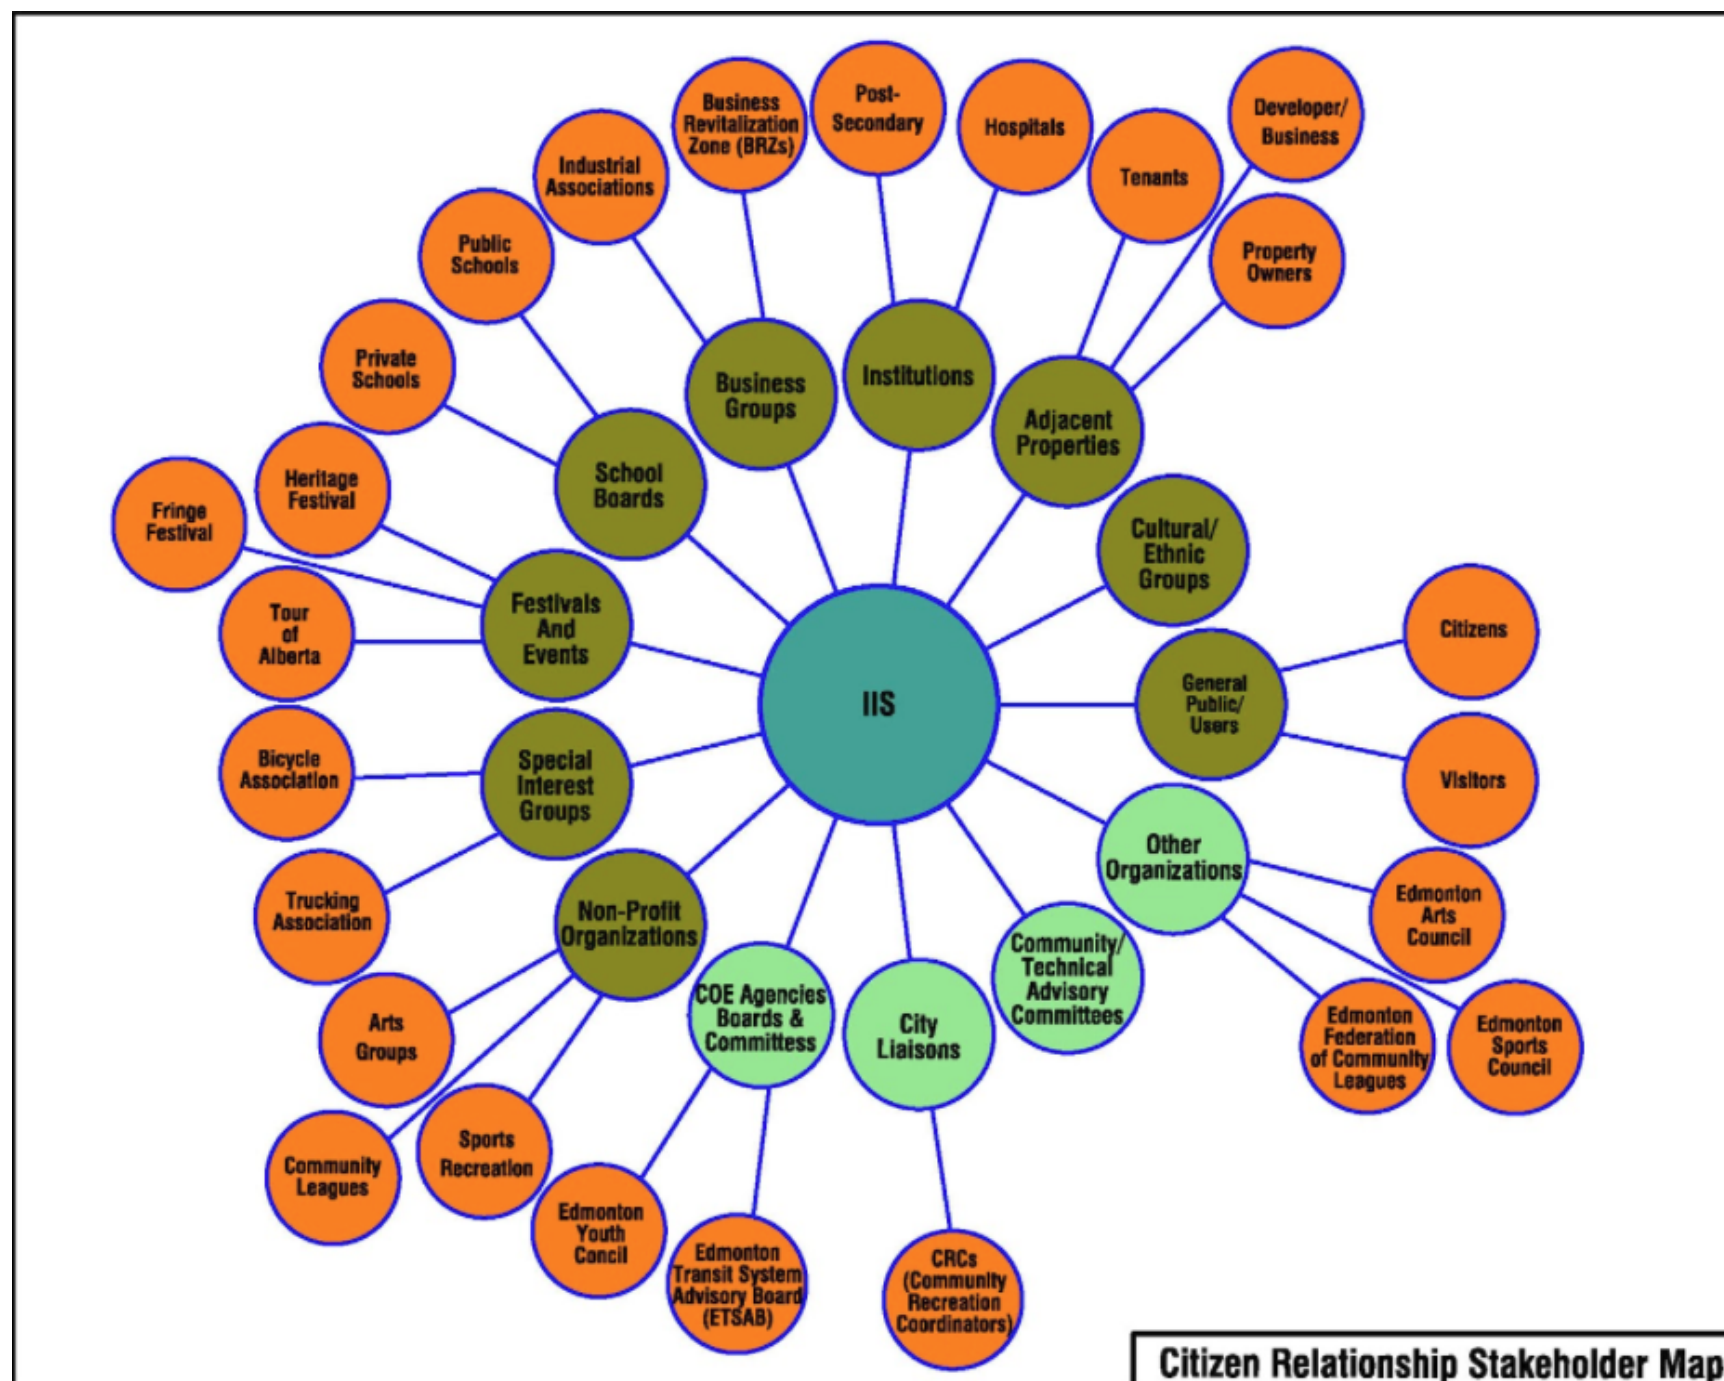 Business
Revitalization
Zone (BRZs)
Post-
Secondary
Hospitals
Developer/
Business
Industrial
Associations
Tenants
Public
Schools
Property
Owners
Private
Schools
Business
Groups
Institutions
Adjacent
Properties
Heritage
Festival
School
Boards
Fringe
Festival
Cultural/
Ethnic
Groups
Festivals
And
Events
Tour
of
Alberta
Citizens
IIS
General
Public/
Users
Bicycle
Association
Special
Interest
Groups
Visitors
Other
Organizations
Trucking
Association
Non-Profit
Organizations
Edmonton
Arts
Council
Community/
Technical
Advisory
Committees
COE Agencies
Boards &
Committess
City
Liaisons
Arts
Groups
Edmonton
Federation
of Community
Leagues
Edmonton
Sports
Council
Sports
Recreation
Community
Leagues
Edmonton
Youth
Concil
Edmonton
Transit System
Advisory Board
(ETSAB)
CRCs
(Community
Recreation
Coordinators)
Citizen Relationship Stakeholder Map